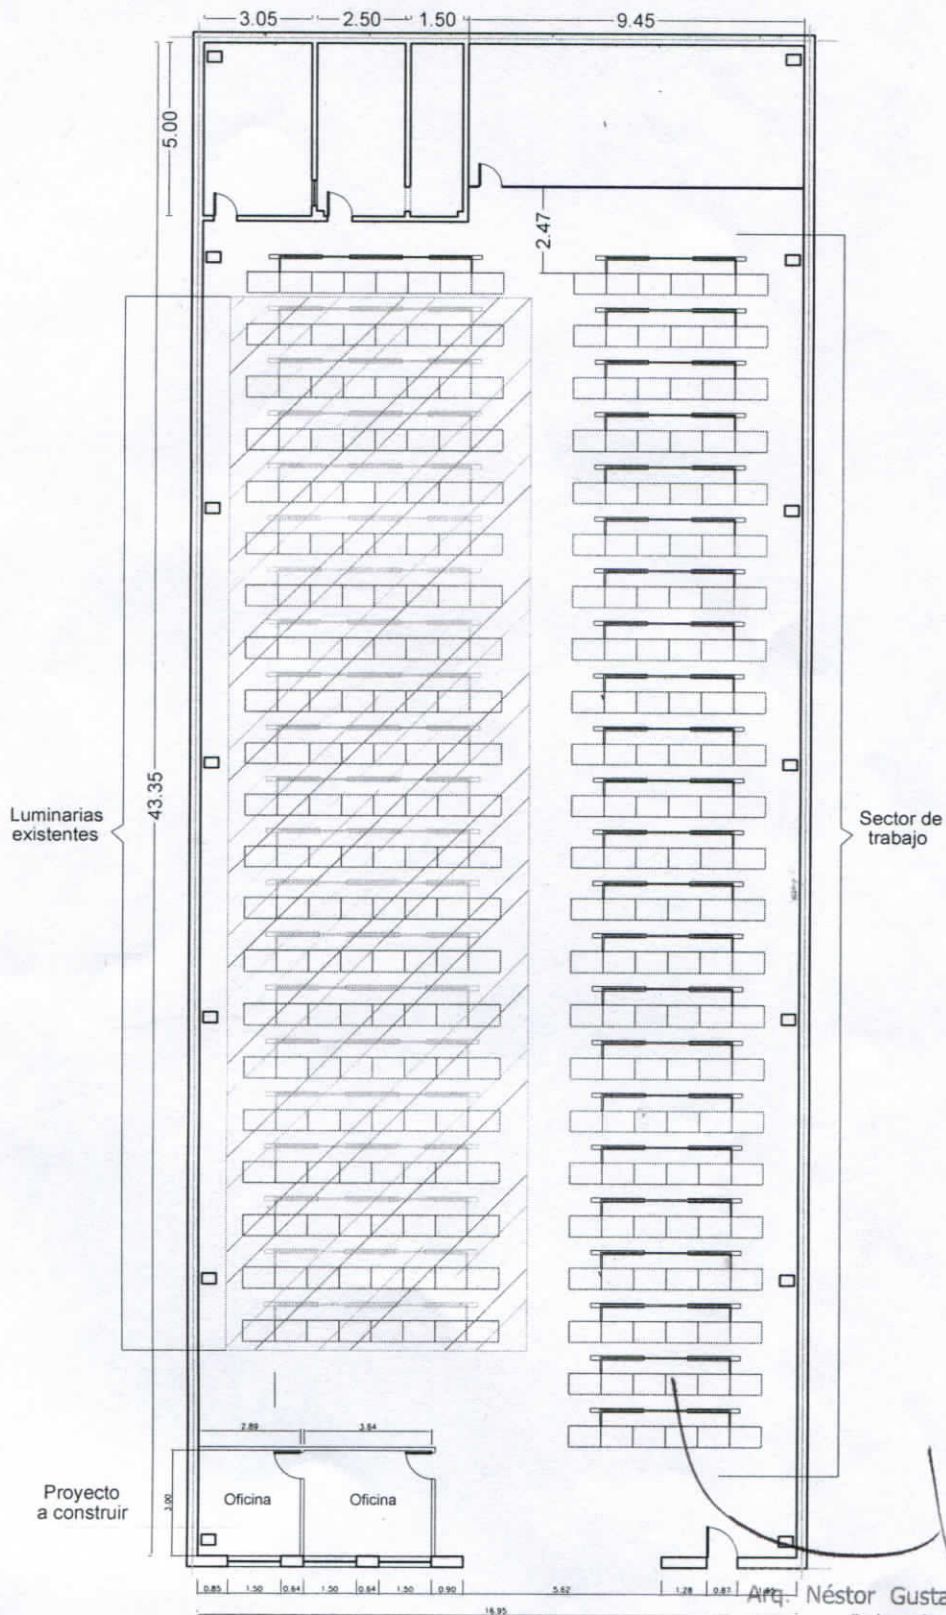 3.05 2.50 1.50 9.45
5.00
2.47
43.35
Luminarias
existentes
Sector de
trabajo
2.89 3.84
3.00
Proyecto
a construir
Oficina
Oficina
0.85 1.50 0.64 1.50 0.64 1.50 0.90 5.62 1.28 0.87
16.95
Arq. Néstor Gusta